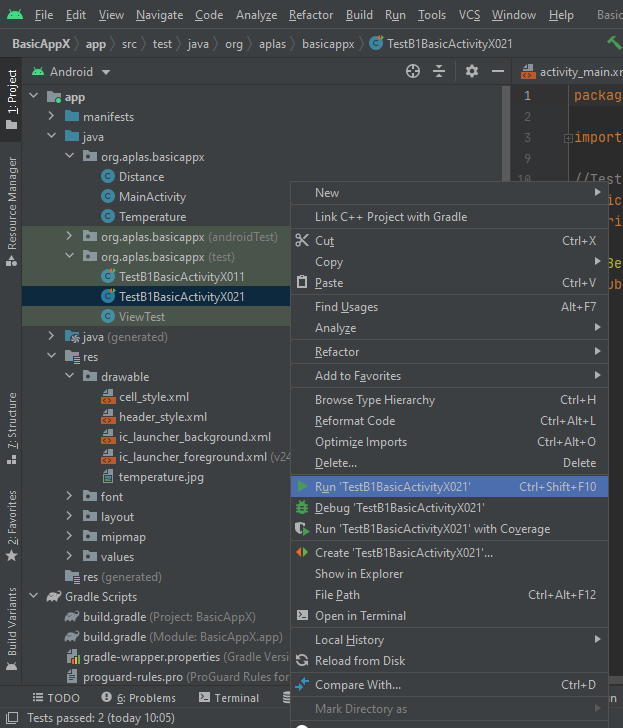 File Edit View Navigate Code Analyze Refactor Build Run Tools VCS Window Help Basic
BasicAppX app src test java org aplas basicappx TestB1BasicActivityX021
1: Project
Resource Manager
7: Structure
2: Favorites
Build Variants
Android
app
manifests
java
org.aplas.basicappx
Distance
MainActivity
Temperature
org.aplas.basicappx (androidTest)
org.aplas.basicappx (test)
TestB1BasicActivityX011
TestB1BasicActivityX021
ViewTest
java (generated)
res
drawable
cell_style.xml
header_style.xml
ic_launcher_background.xml
ic_launcher_foreground.xml (v24
temperature.jpg
font
layout
mipmap
values
res (generated)
Gradle Scripts
build.gradle (Project: BasicAppX)
build.gradle (Module: BasicAppX.app)
gradle-wrapper.properties (Gradle Versi
proguard-rules.pro (ProGuard Rules for
activity_main.xm
1 packag
2
3 import
9
10 //Test
New
Link C++ Project with Gradle
Cut Ctrl+X
Copy
Paste Ctrl+V
Find Usages Alt+F7
Analyze
Refactor
Add to Favorites
Browse Type Hierarchy Ctrl+H
Reformat Code Ctrl+Alt+L
Optimize Imports Ctrl+Alt+O
Delete... Delete
Run 'TestB1BasicActivityX021' Ctrl+Shift+F10
Debug 'TestB1BasicActivityX021'
Run 'TestB1BasicActivityX021' with Coverage
Create 'TestB1BasicActivityX021'...
Show in Explorer
File Path Ctrl+Alt+F12
Open in Terminal
Local History
Reload from Disk
Compare With... Ctrl+D
Mark Directory as
TODO 6: Problems Terminal
Tests passed: 2 (today 10:05)